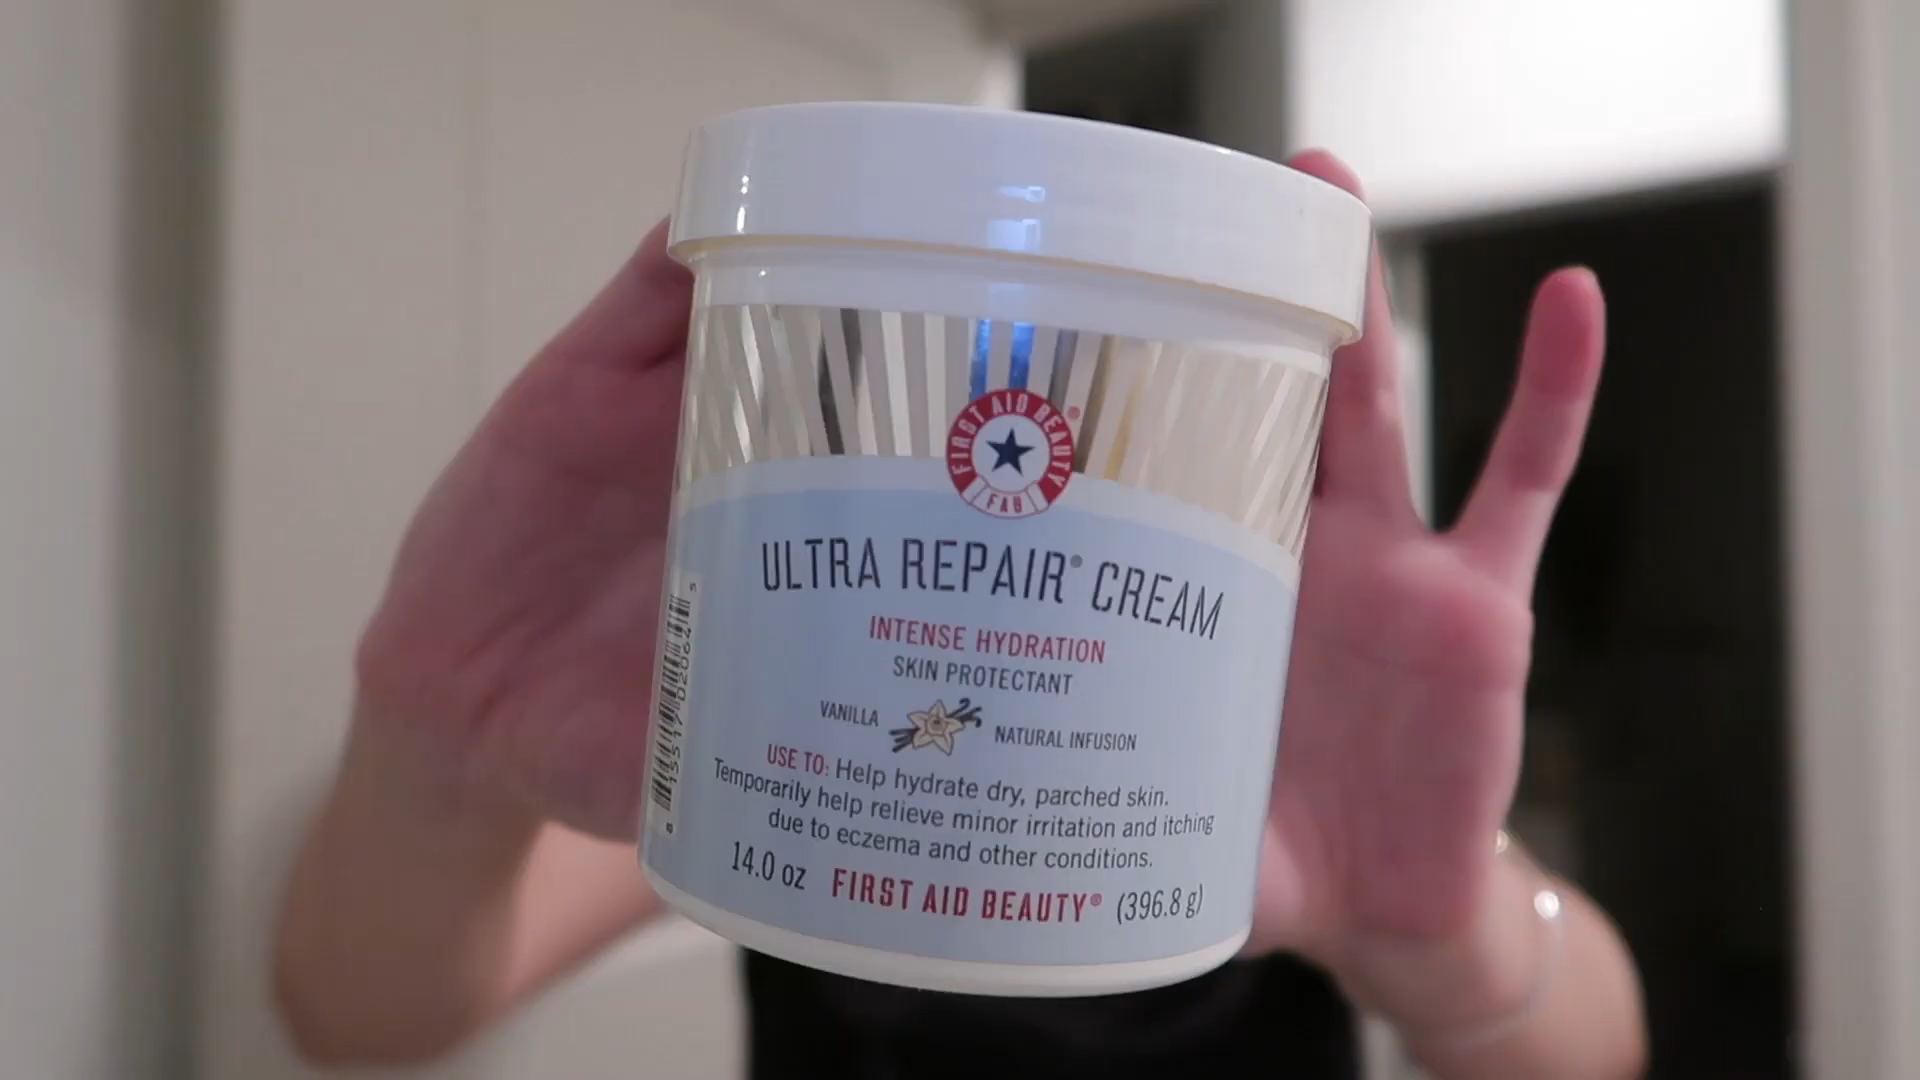 FIRST AID BEAUTY®
FAB
ULTRA REPAIR® CREAM
INTENSE HYDRATION
SKIN PROTECTANT
VANILLA NATURAL INFUSION
USE TO: Help hydrate dry, parched skin.
Temporarily help relieve minor irritation and itching
due to eczema and other conditions.
14.0 oz FIRST AID BEAUTY® (396.8 g)